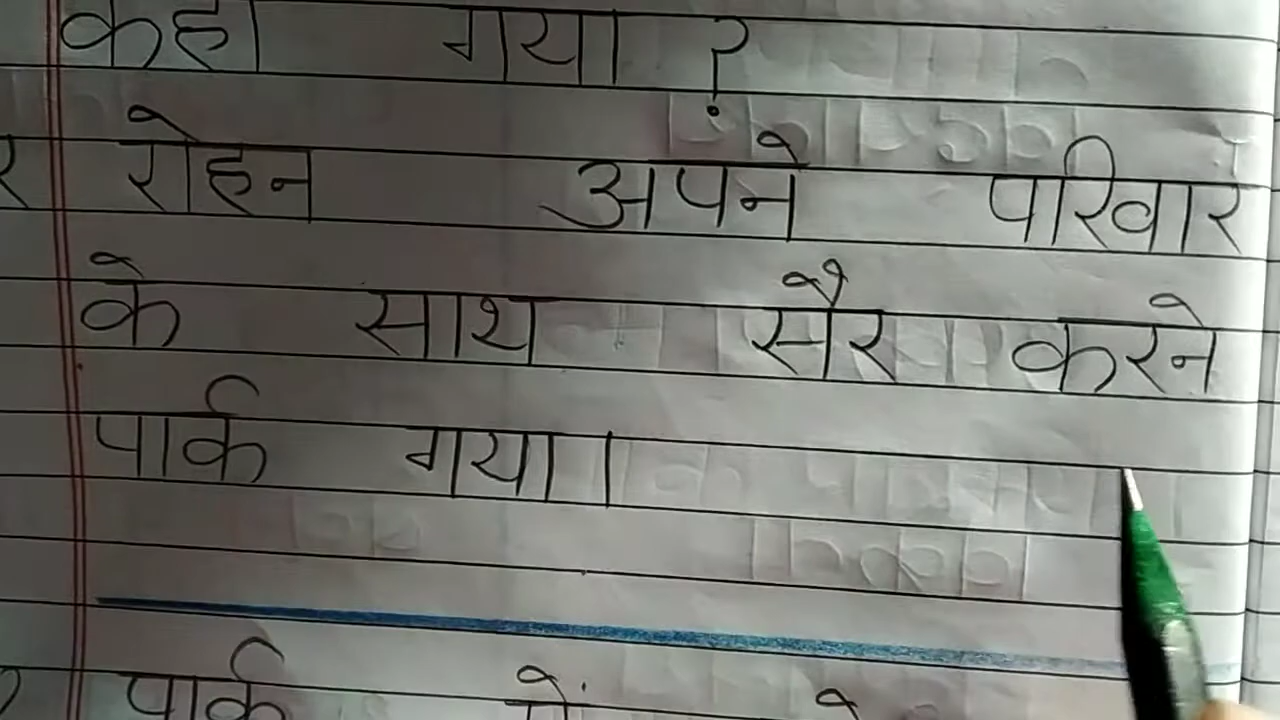 कहा गया ?
र रोहन अपने परिवार
के साथ सैर करने
पार्क गया ।
पार्क